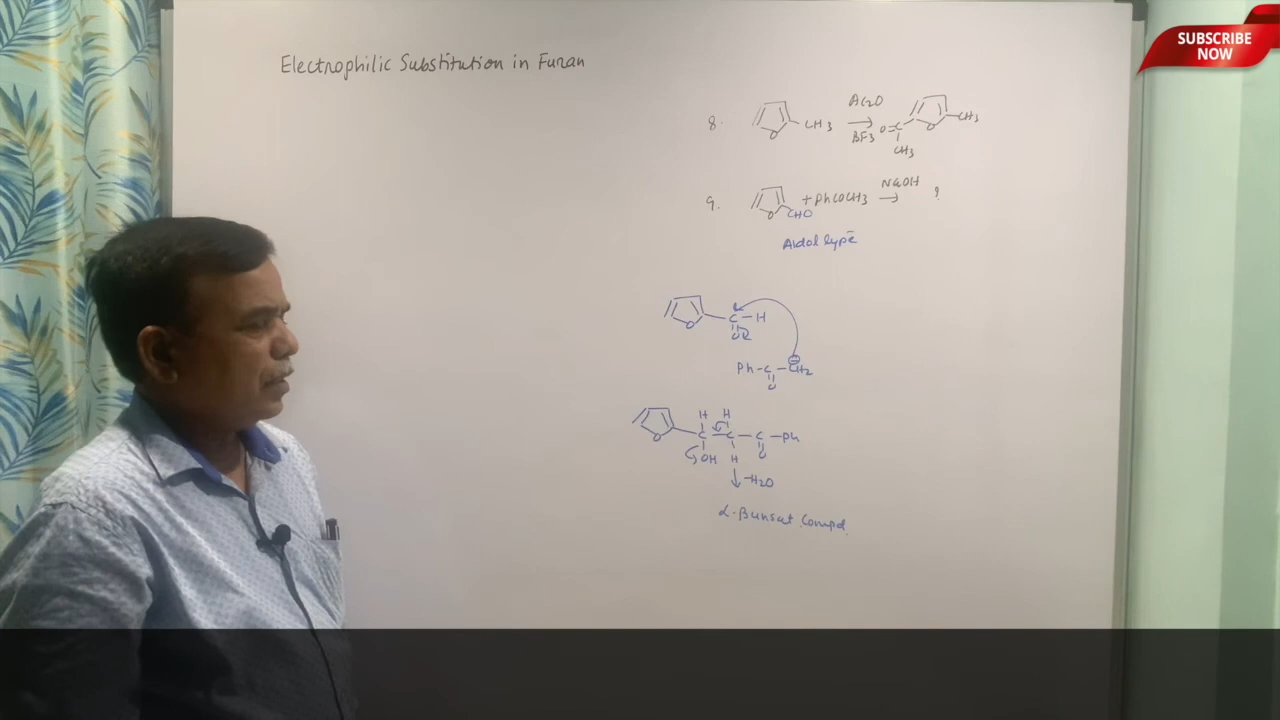 SUBSCRIBE
NOW
Electrophilic Substitution in Furan
8. O CH3 Ac2O BF3 O=C CH3 O CH3
9. O CHO + PhCOCH3 NaOH ?
Aldol type
O C—H
O
Ph—C—CH2
O
H H
O C—C—C—Ph
OH H O
-H2O
α-β unsat. Compd.